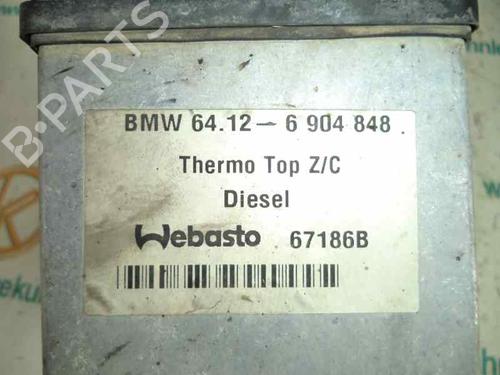 B-PARTS
BMW 64.12 – 6 904 848
Thermo Top Z/C
Diesel
Webasto 67186B